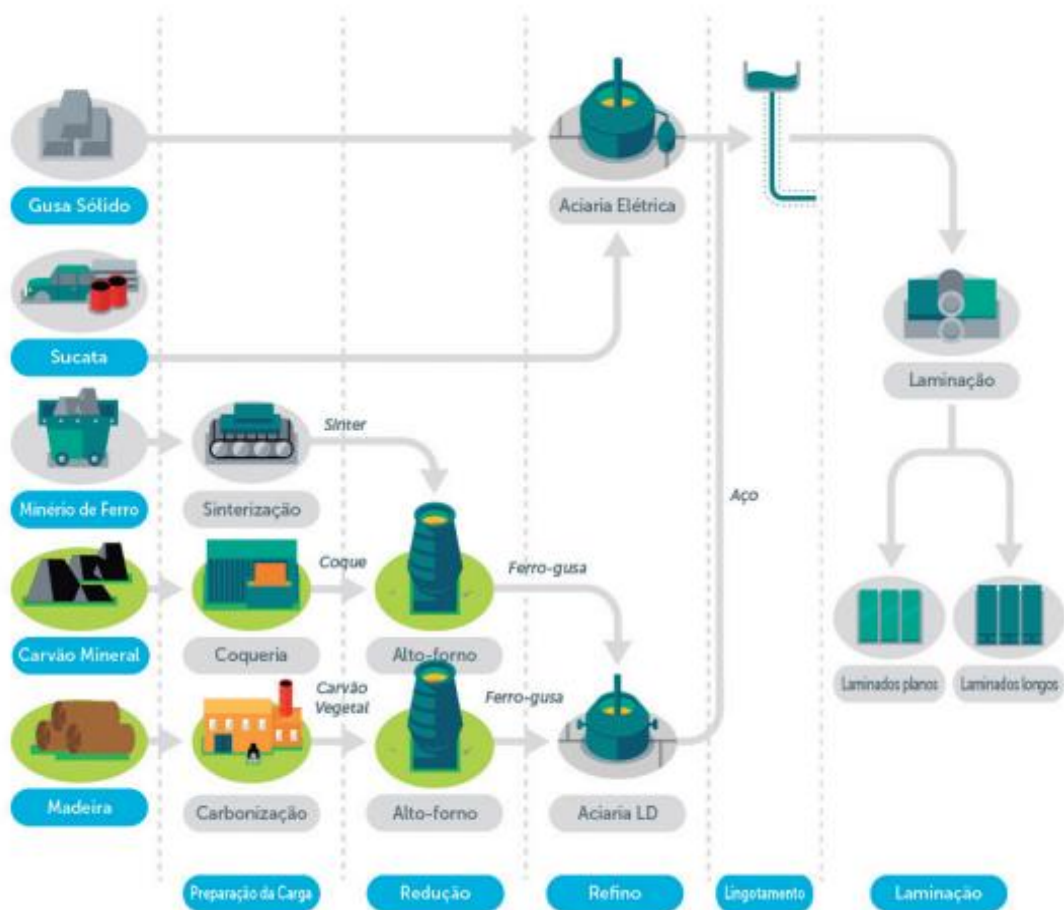 Gusa Sólido
Aciaria Elétrica
Sucata
Laminação
Sinter
Minério de Ferro
Sinterização
Aço
Coque
Ferro-gusa
Carvão Mineral
Coqueria
Alto-forno
Laminados planos
Laminados longos
Carvão
Vegetal
Ferro-gusa
Madeira
Carbonização
Alto-forno
Aciaria LD
Preparação da Carga
Redução
Refino
Lingotamento
Laminação